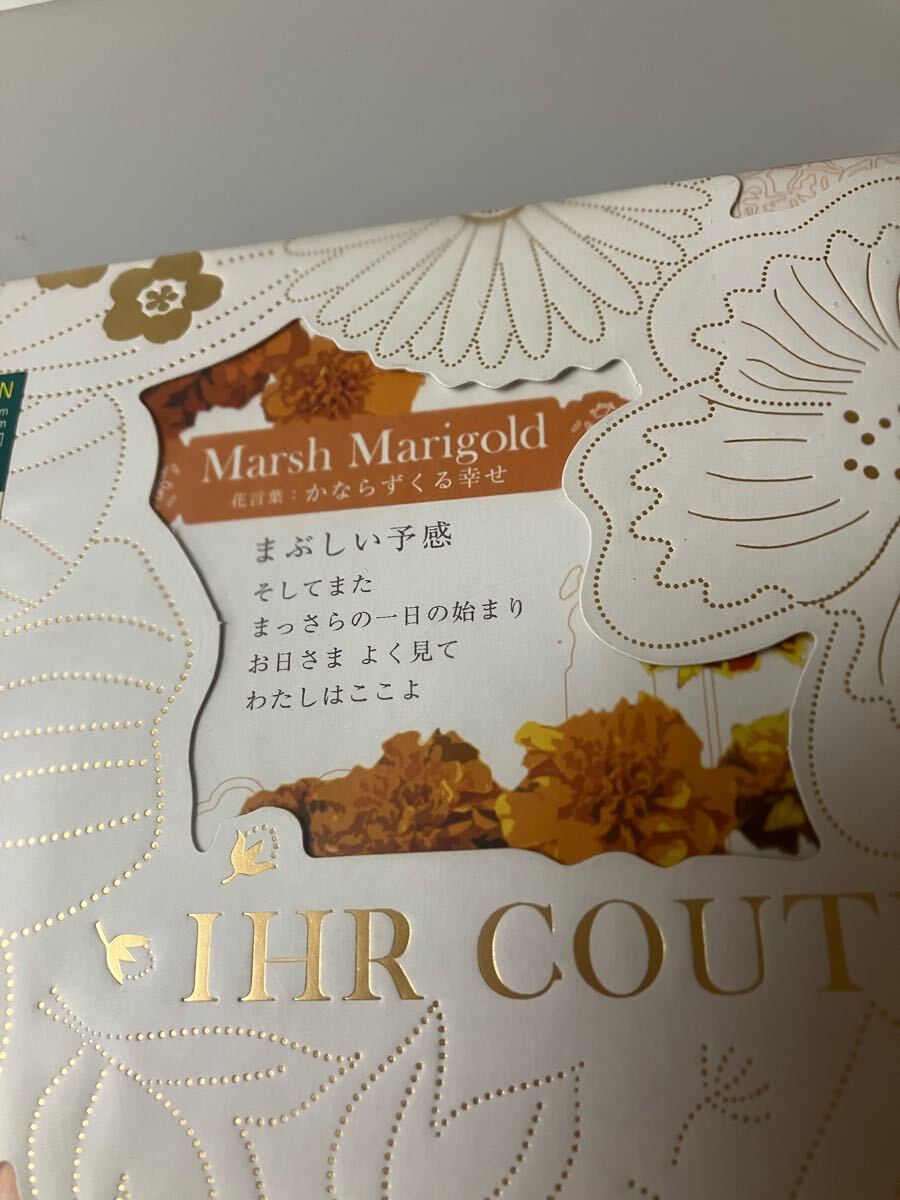 Marsh Marigold
花言葉：かならずくる幸せ
まぶしい予感
そしてまた
まっさらの一日の始まり
お日さま よく見て
わたしはここよ
IHR COUT